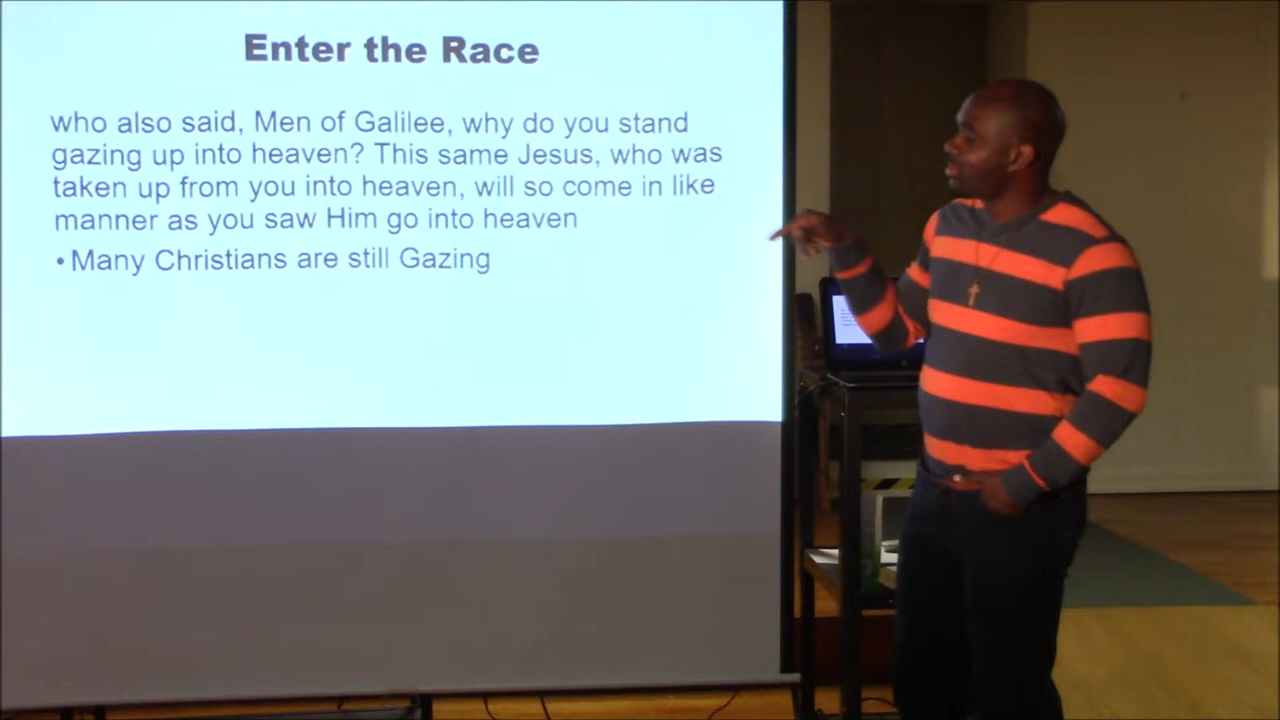 Enter the Race
who also said, Men of Galilee, why do you stand
gazing up into heaven? This same Jesus, who was
taken up from you into heaven, will so come in like
manner as you saw Him go into heaven
• Many Christians are still Gazing